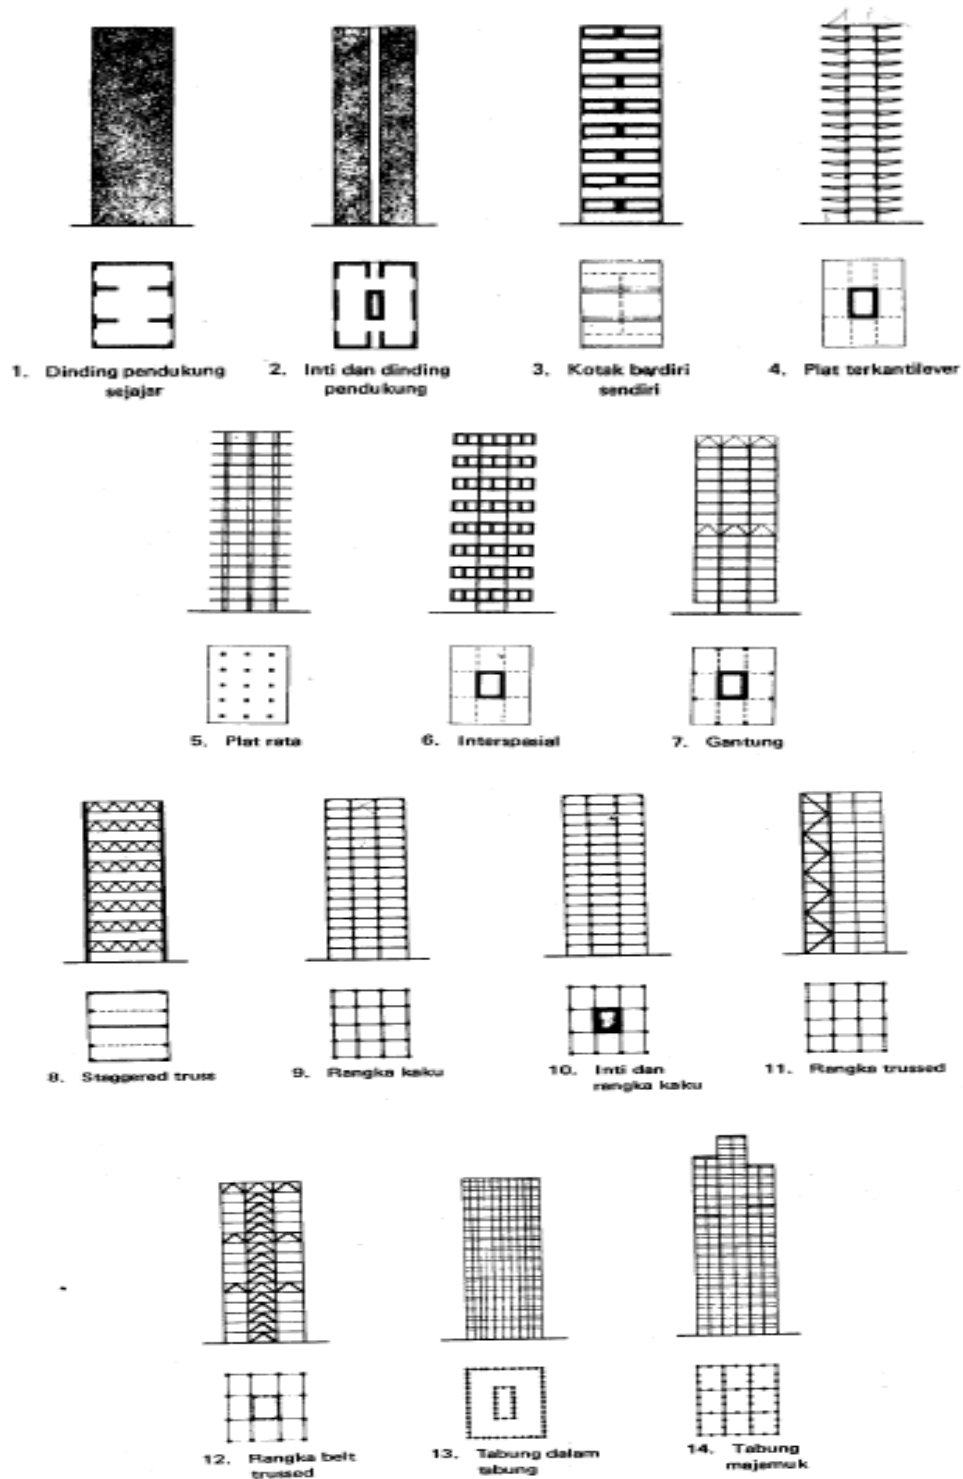 1. Dinding pendukung
sejajar
2. Inti dan dinding
pendukung
3. Kotak berdiri
sendiri
4. Plat terkantilever
5. Plat rata
6. Interspasial
7. Gantung
8. Staggered truss
9. Rangka kaku
10. Inti dan
rangka kaku
11. Rangka trussed
12. Rangka belt
trussed
13. Tabung dalam
tabung
14. Tabung
majemuk